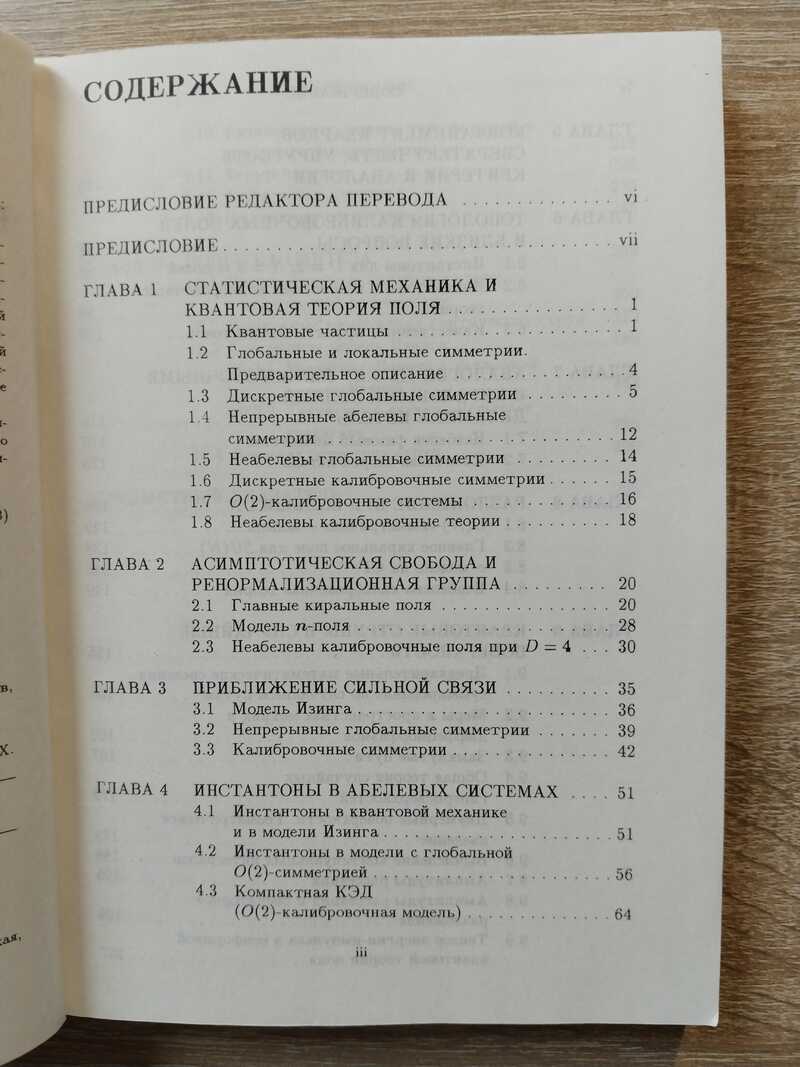 СОДЕРЖАНИЕ
ПРЕДИСЛОВИЕ РЕДАКТОРА ПЕРЕВОДА . . . . . . . . . . . . . vi
ПРЕДИСЛОВИЕ . . . . . . . . . . . . . . . . . . . . . . . . . . . . . . . vii
ГЛАВА 1 СТАТИСТИЧЕСКАЯ МЕХАНИКА И
КВАНТОВАЯ ТЕОРИЯ ПОЛЯ . . . . . . . . . . . . . . 1
1.1 Квантовые частицы . . . . . . . . . . . . . . . . . . 1
1.2 Глобальные и локальные симметрии.
Предварительное описание . . . . . . . . . . . . . 4
1.3 Дискретные глобальные симметрии . . . . . . . . . 5
1.4 Непрерывные абелевы глобальные
симметрии . . . . . . . . . . . . . . . . . . . . . . . 12
1.5 Неабелевы глобальные симметрии . . . . . . . . . 14
1.6 Дискретные калибровочные симметрии . . . . . . 15
1.7 O(2)-калибровочные системы . . . . . . . . . . . . 16
1.8 Неабелевы калибровочные теории . . . . . . . . . 18
ГЛАВА 2 АСИМПТОТИЧЕСКАЯ СВОБОДА И
РЕНОРМАЛИЗАЦИОННАЯ ГРУППА . . . . . . . . . 20
2.1 Главные киральные поля . . . . . . . . . . . . . . 20
2.2 Модель n-поля . . . . . . . . . . . . . . . . . . . . . 28
2.3 Неабелевы калибровочные поля при D = 4 . . . 30
ГЛАВА 3 ПРИБЛИЖЕНИЕ СИЛЬНОЙ СВЯЗИ . . . . . . . . . . 35
3.1 Модель Изинга . . . . . . . . . . . . . . . . . . . . . 36
3.2 Непрерывные глобальные симметрии . . . . . . . 39
3.3 Калибровочные симметрии . . . . . . . . . . . . . 42
ГЛАВА 4 ИНСТАНТОНЫ В АБЕЛЕВЫХ СИСТЕМАХ . . . . 51
4.1 Инстантоны в квантовой механике
и в модели Изинга . . . . . . . . . . . . . . . . . . . 51
4.2 Инстантоны в модели с глобальной
O(2)-симметрией . . . . . . . . . . . . . . . . . . . . 56
4.3 Компактная КЭД
(O(2)-калибровочная модель) . . . . . . . . . . . . 64
iii